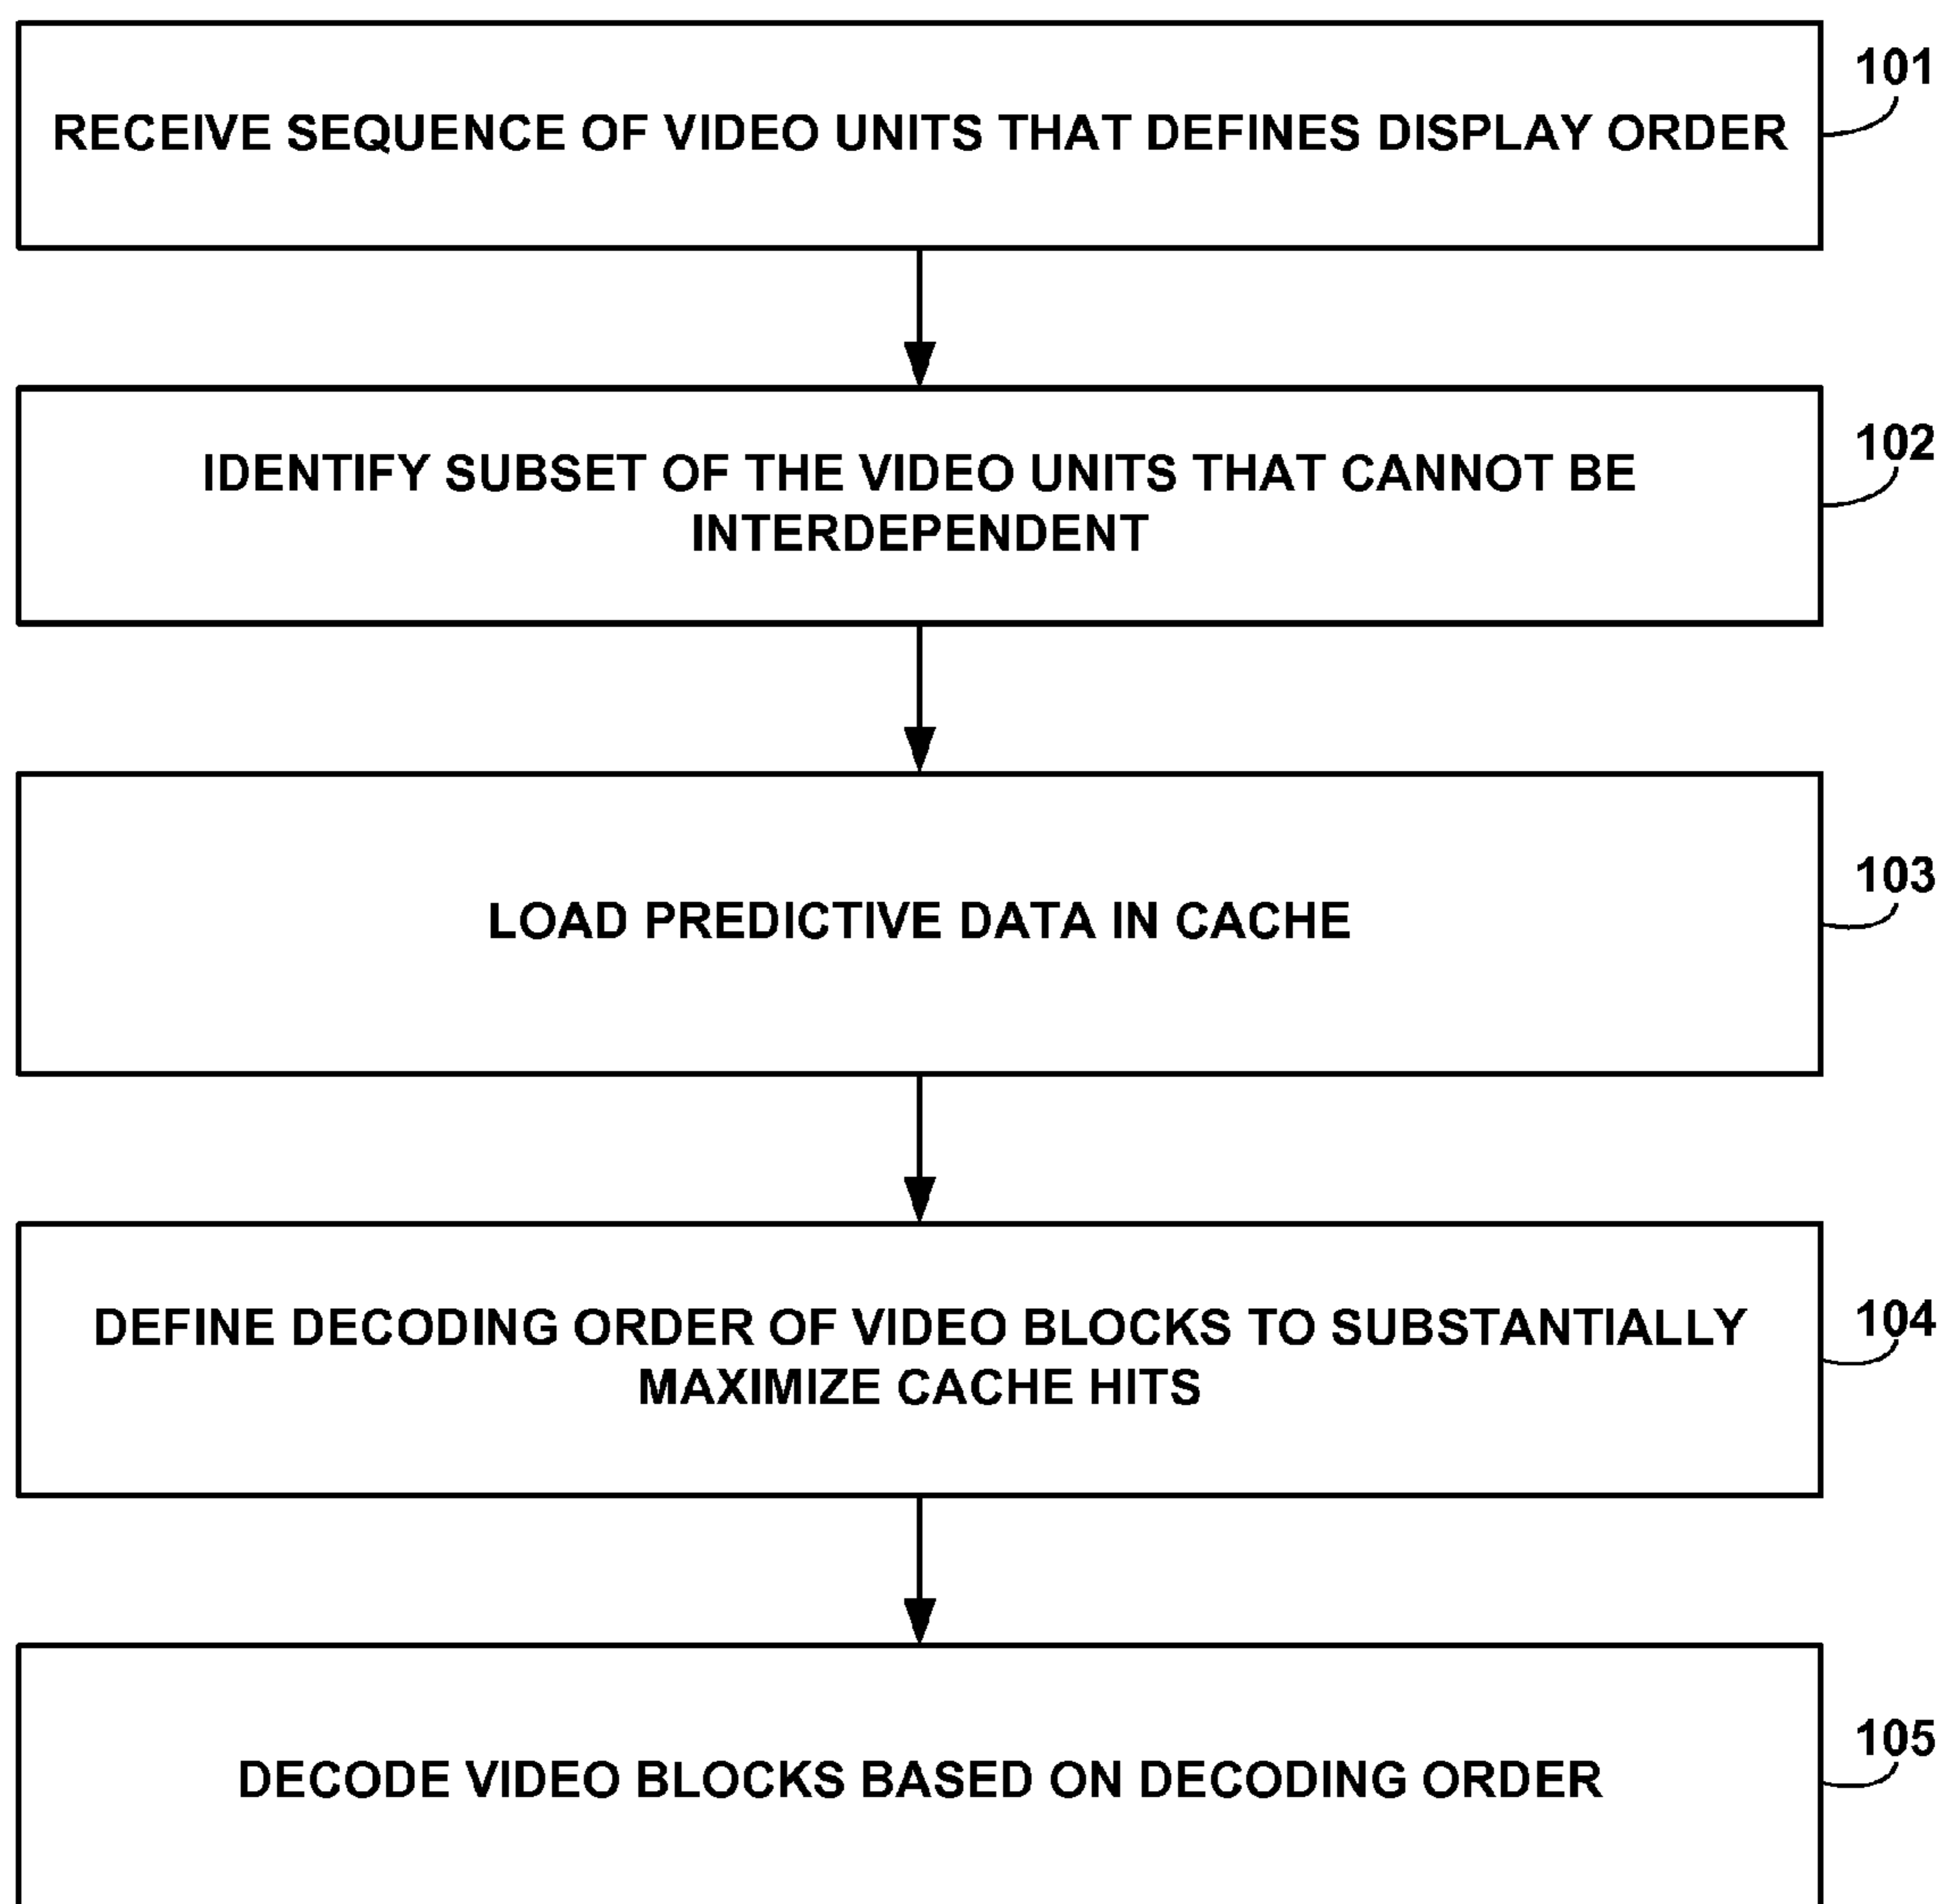 101
RECEIVE SEQUENCE OF VIDEO UNITS THAT DEFINES DISPLAY ORDER
102
IDENTIFY SUBSET OF THE VIDEO UNITS THAT CANNOT BE
INTERDEPENDENT
103
LOAD PREDICTIVE DATA IN CACHE
104
DEFINE DECODING ORDER OF VIDEO BLOCKS TO SUBSTANTIALLY
MAXIMIZE CACHE HITS
105
DECODE VIDEO BLOCKS BASED ON DECODING ORDER